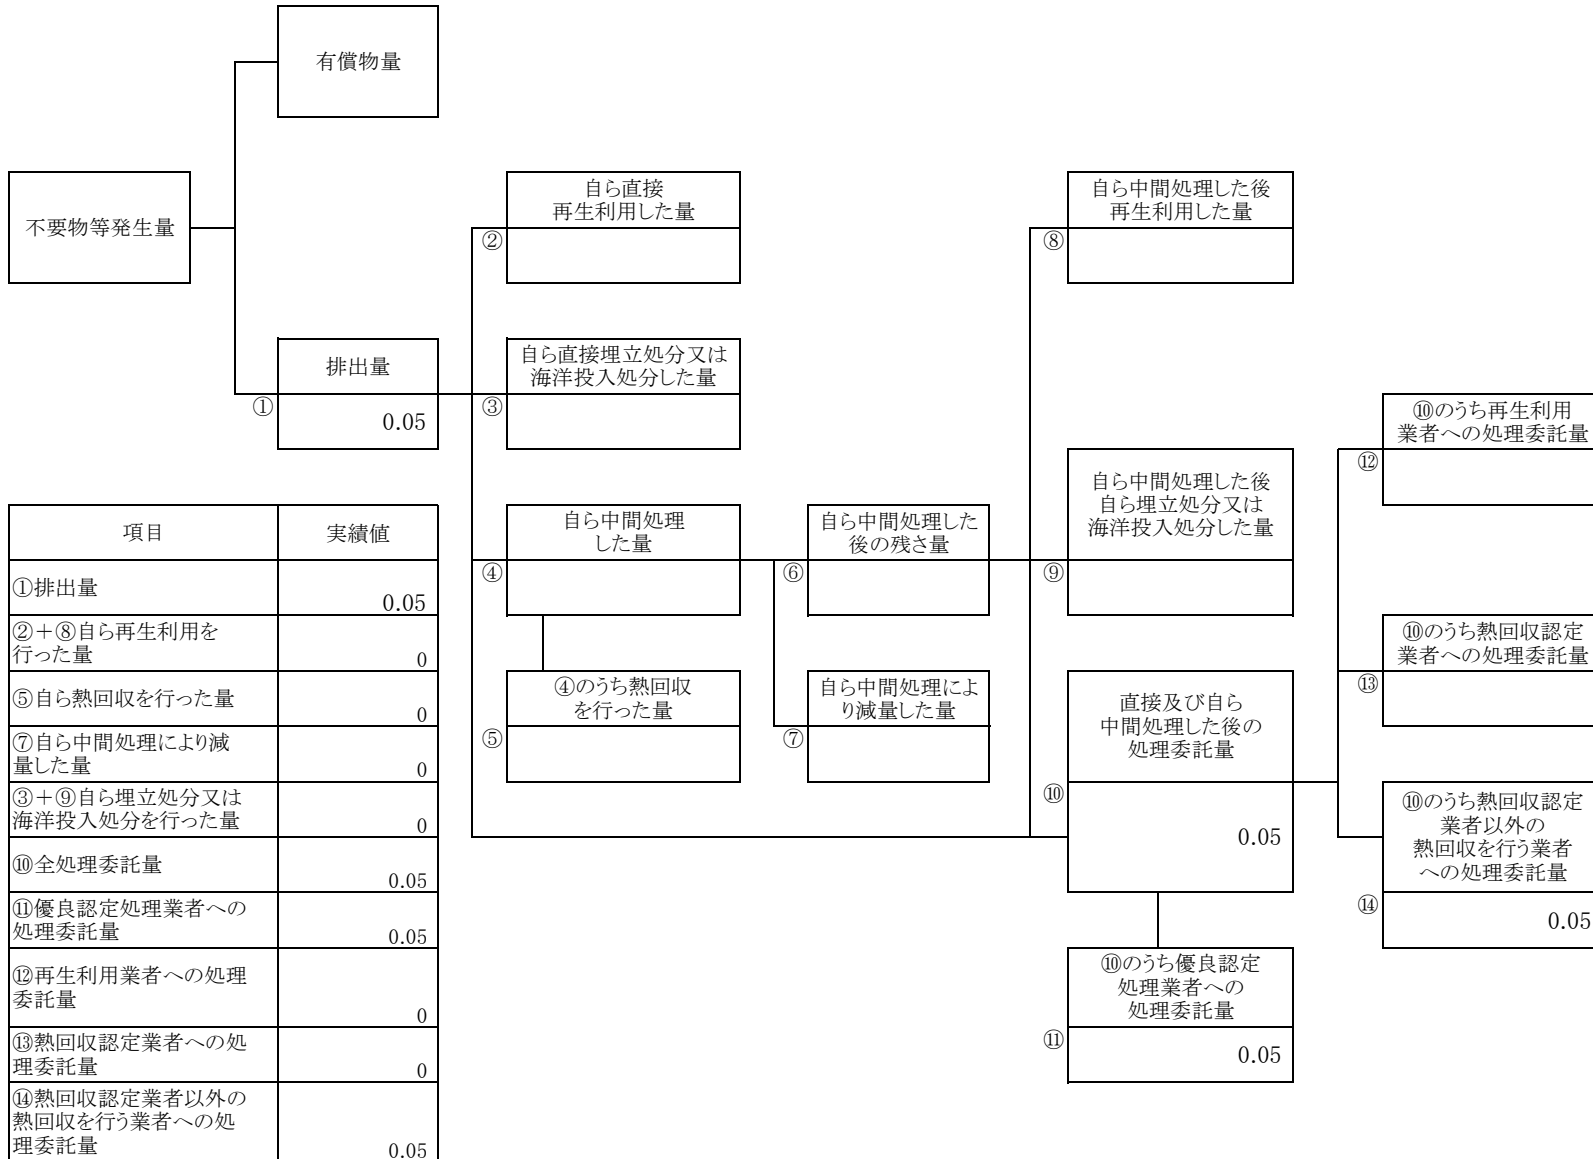 有償物量
不要物等発生量
自ら直接
再生利用した量
②
自ら中間処理した後
再生利用した量
⑧
排出量
①
0.05
自ら直接埋立処分又は
海洋投入処分した量
③
⑩のうち再生利用
業者への処理委託量
⑫
自ら中間処理
した量
④
自ら中間処理した
後の残さ量
⑥
自ら中間処理した後
自ら埋立処分又は
海洋投入処分した量
⑨
⑩のうち熱回収認定
業者への処理委託量
⑬
④のうち熱回収
を行った量
⑤
自ら中間処理によ
り減量した量
⑦
直接及び自ら
中間処理した後の
処理委託量
⑩
0.05
⑩のうち熱回収認定
業者以外の
熱回収を行う業者
への処理委託量
⑭
0.05
⑩のうち優良認定
処理業者への
処理委託量
⑪
0.05
項目 実績値
①排出量 0.05
②+⑧自ら再生利用を
行った量 0
⑤自ら熱回収を行った量 0
⑦自ら中間処理により減
量した量 0
③+⑨自ら埋立処分又は
海洋投入処分を行った量 0
⑩全処理委託量 0.05
⑪優良認定処理業者への
処理委託量 0.05
⑫再生利用業者への処理
委託量 0
⑬熱回収認定業者への処
理委託量 0
⑭熱回収認定業者以外の
熱回収を行う業者への処
理委託量 0.05